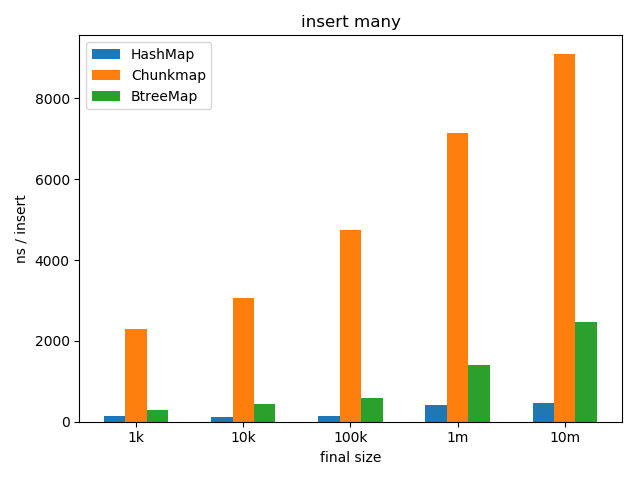 insert many
HashMap
Chunkmap
BtreeMap
8000
6000
4000
2000
0
ns / insert
1k 10k 100k 1m 10m
final size